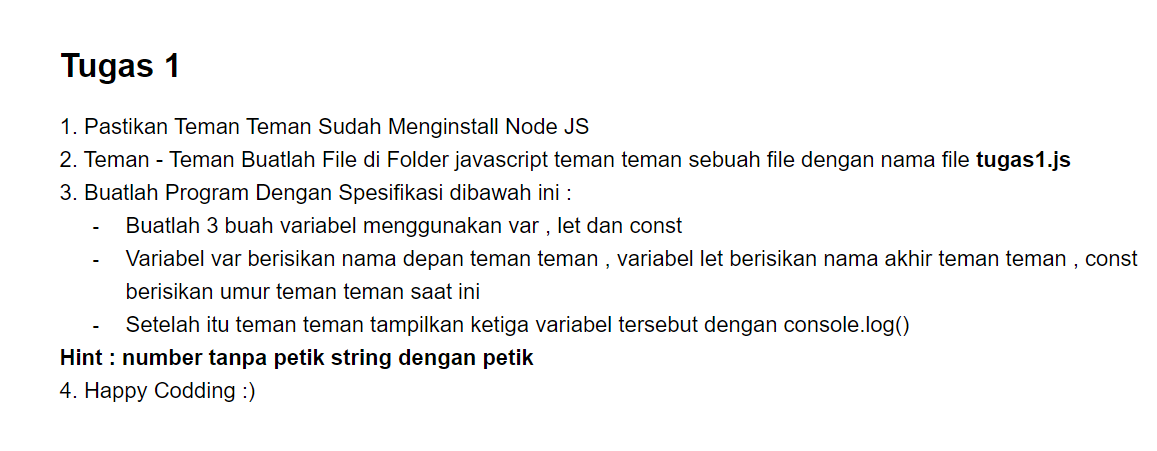 Tugas 1
1. Pastikan Teman Teman Sudah Menginstall Node JS
2. Teman - Teman Buatlah File di Folder javascript teman teman sebuah file dengan nama file tugas1.js
3. Buatlah Program Dengan Spesifikasi dibawah ini :
- Buatlah 3 buah variabel menggunakan var , let dan const
- Variabel var berisikan nama depan teman teman , variabel let berisikan nama akhir teman teman , const
berisikan umur teman teman saat ini
- Setelah itu teman teman tampilkan ketiga variabel tersebut dengan console.log()
Hint : number tanpa petik string dengan petik
4. Happy Codding :)